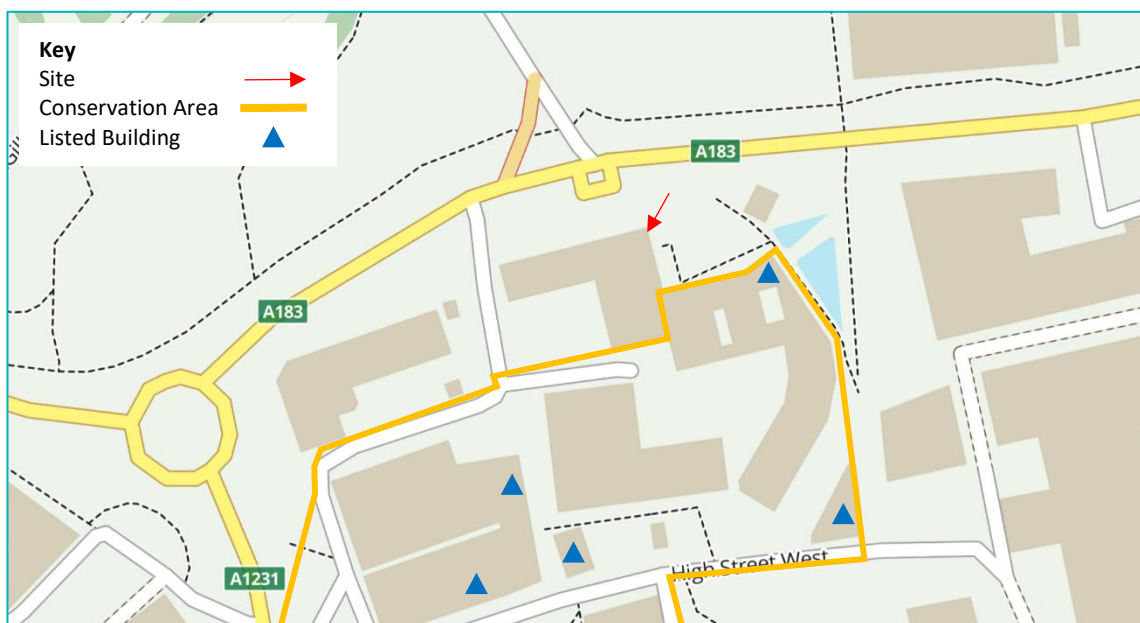 Key
Site
Conservation Area
Listed Building
A183
A183
A1231
High Street West